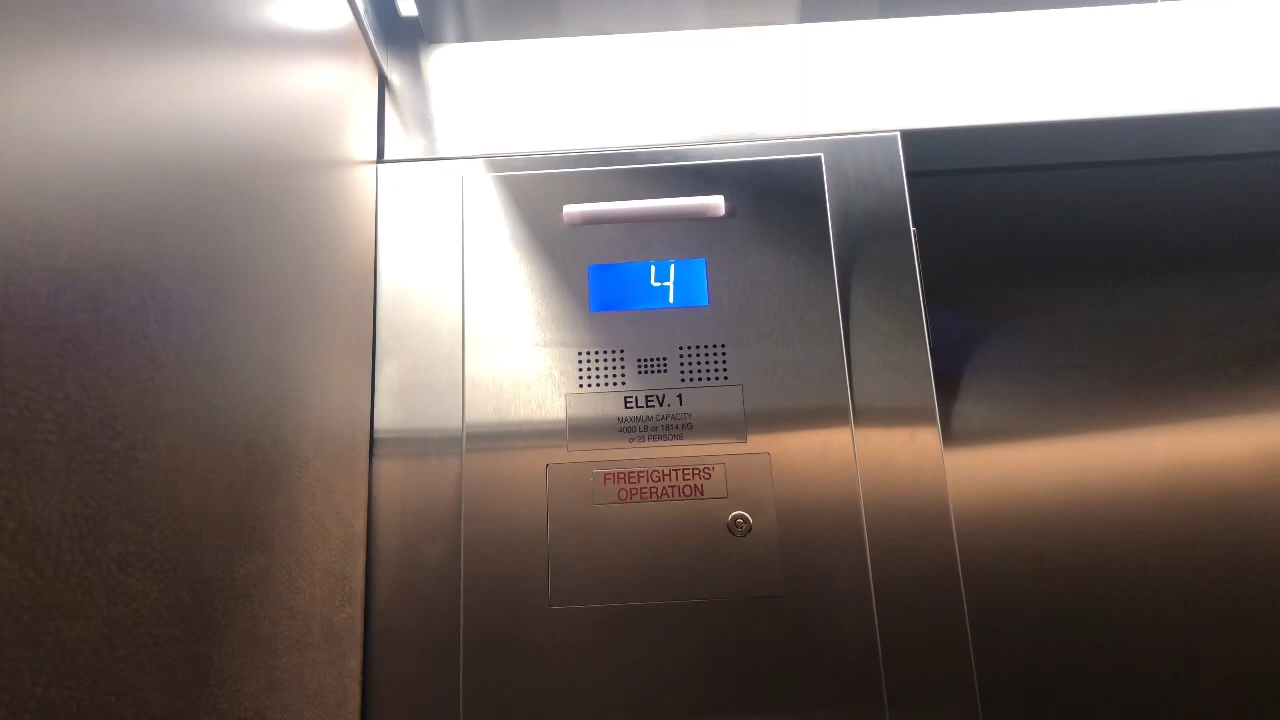 4
ELEV. 1
MAXIMUM CAPACITY
4000 LB or 1814 KG
or 25 PERSONS
FIREFIGHTERS'
OPERATION